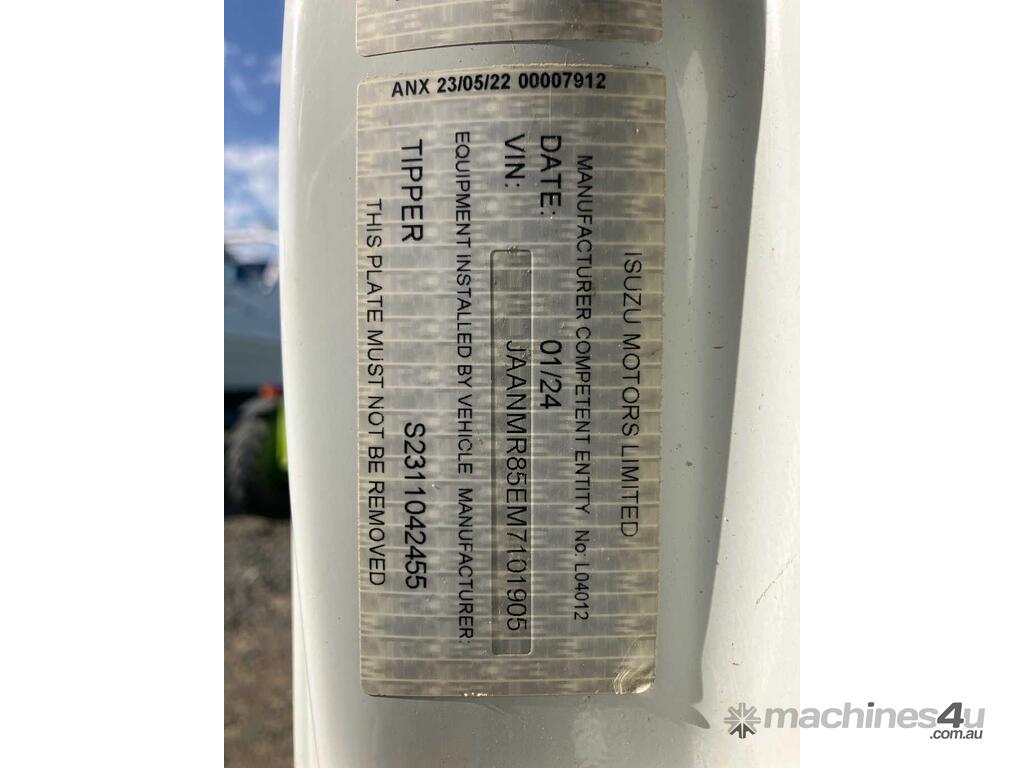 ANX 23/05/22 00007912
ISUZU MOTORS LIMITED
MANUFACTURER COMPETENT ENTITY No: L04012
DATE: 01/24
VIN: JAANMR85EM7101905
EQUIPMENT INSTALLED BY VEHICLE MANUFACTURER:
TIPPER S2311042455
THIS PLATE MUST NOT BE REMOVED
machines4u
.com.au